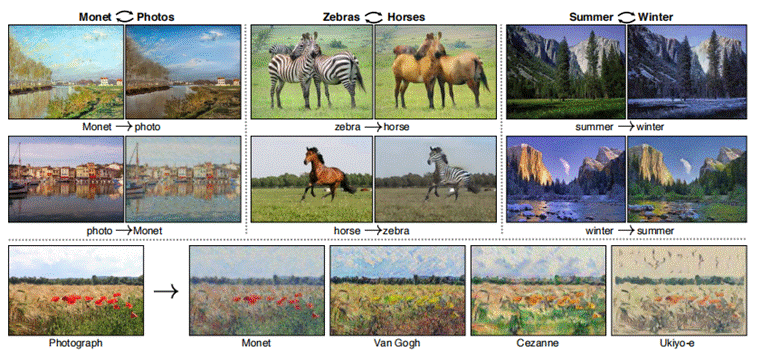 Monet Photos
Zebras Horses
Summer Winter
Monet → photo
zebra → horse
summer → winter
photo → Monet
horse → zebra
winter → summer
Photograph
Monet
Van Gogh
Cezanne
Ukiyo-e